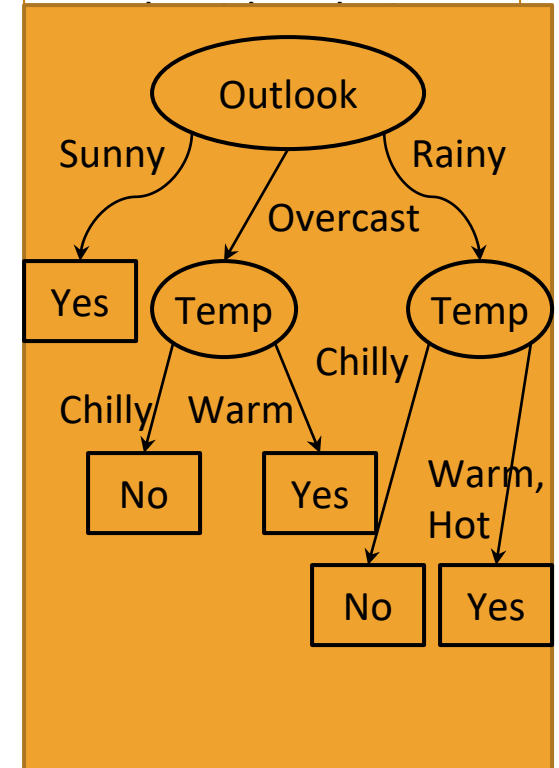 Outlook
Sunny
Rainy
Overcast
Yes
Temp
Temp
Chilly
Chilly
Warm
No
Yes
Warm,
Hot
No
Yes